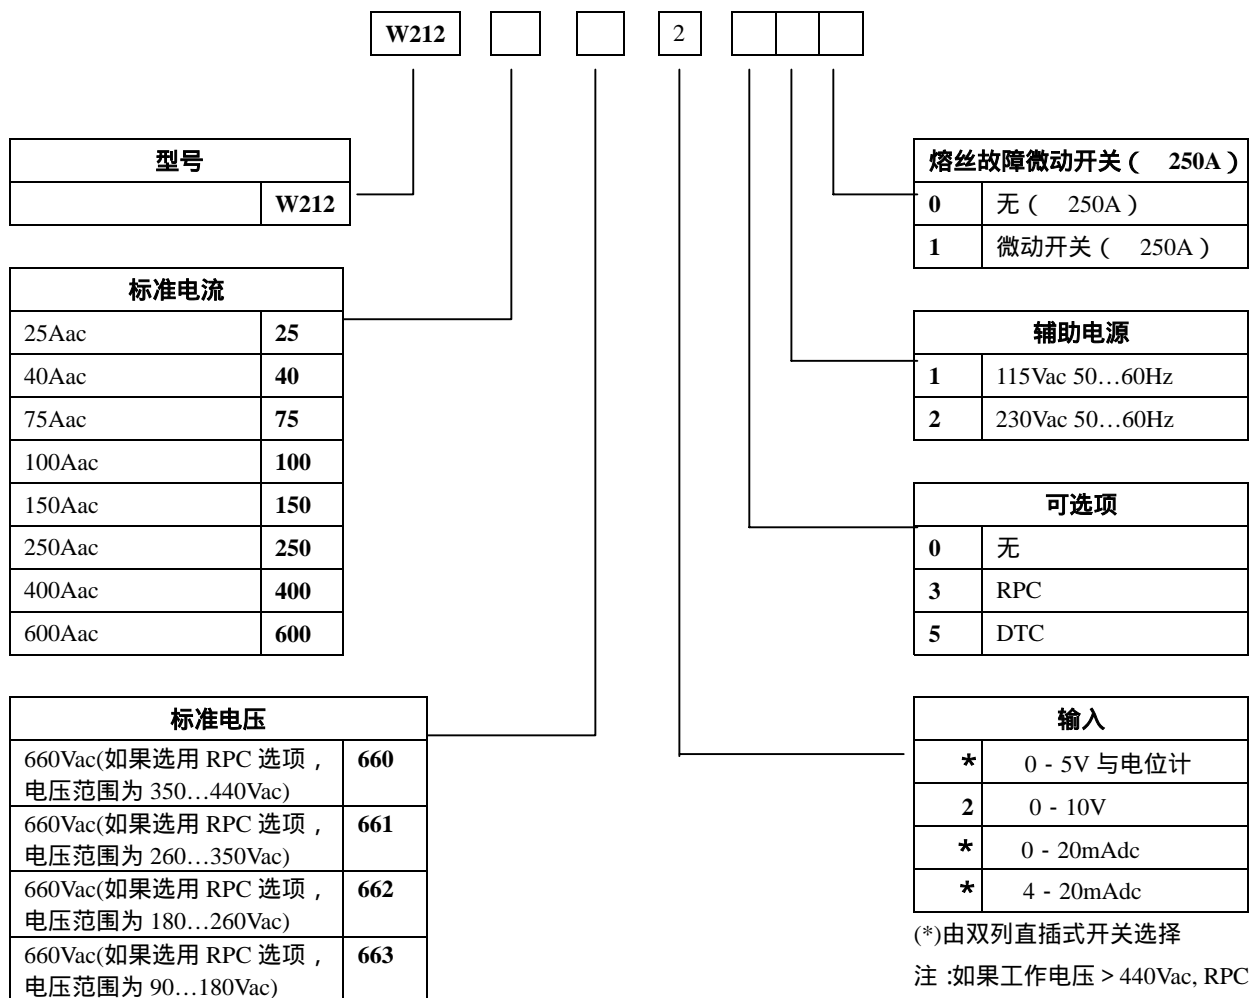 W212 2
型号
W212
标准电流
25Aac 25
40Aac 40
75Aac 75
100Aac 100
150Aac 150
250Aac 250
400Aac 400
600Aac 600
标准电压
660Vac(如果选用 RPC 选项， 660
电压范围为 350…440Vac)
660Vac(如果选用 RPC 选项， 661
电压范围为 260…350Vac)
660Vac(如果选用 RPC 选项， 662
电压范围为 180…260Vac)
660Vac(如果选用 RPC 选项， 663
电压范围为 90…180Vac)
熔丝故障微动开关（ 250A）
0 无（ 250A）
1 微动开关（ 250A）
辅助电源
1 115Vac 50…60Hz
2 230Vac 50…60Hz
可选项
0 无
3 RPC
5 DTC
输入
* 0 - 5V 与电位计
2 0 - 10V
* 0 - 20mAdc
* 4 - 20mAdc
(*)由双列直插式开关选择
注 :如果工作电压 > 440Vac, RPC